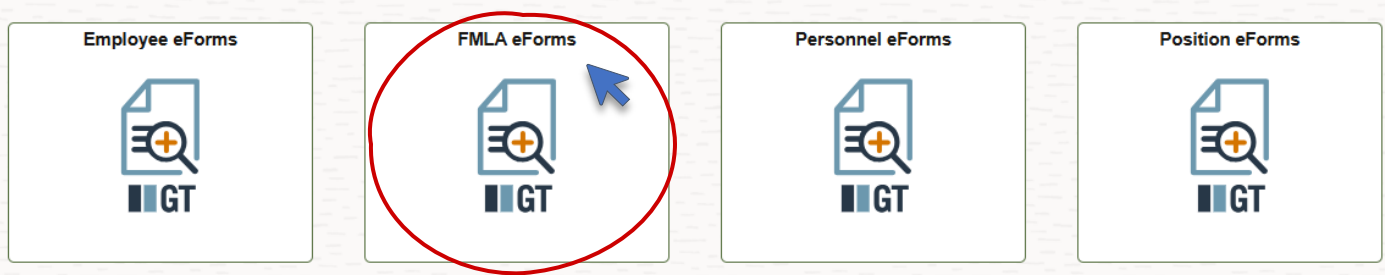 Employee eForms
FMLA eForms
Personnel eForms
Position eForms
GT
GT
GT
GT